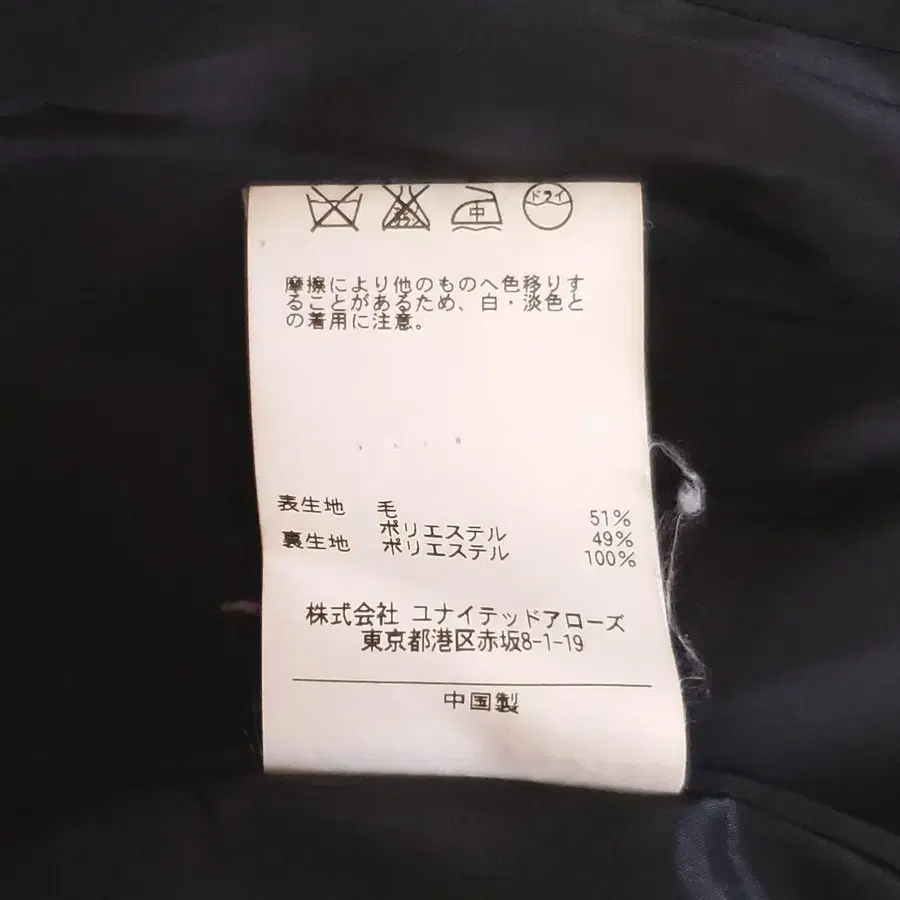 中 ドライ
摩擦により他のものへ色移りす
ることがあるため、白・淡色と
の着用に注意。
表生地 毛 51%
ポリエステル 49%
裏生地 ポリエステル 100%
株式会社 ユナイテッドアローズ
東京都港区赤坂8-1-19
中国製